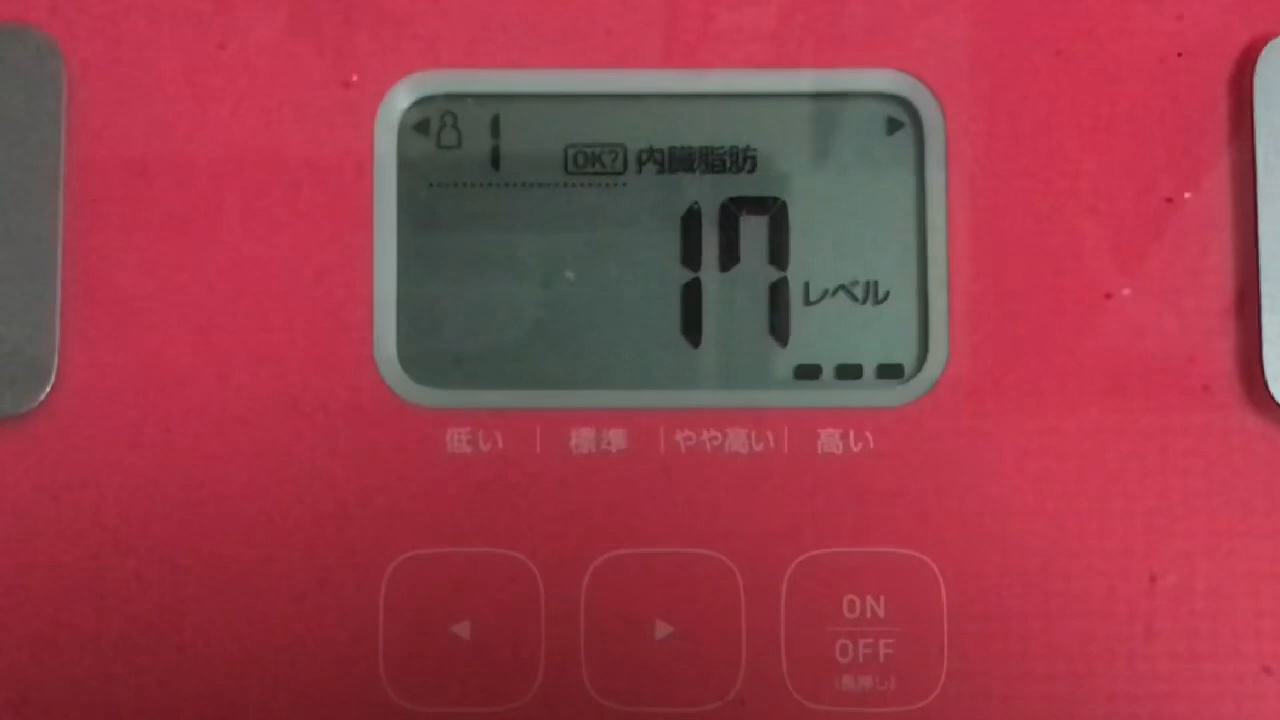 1
OK? 内臓脂肪
17 レベル
低い | 標準 | やや高い | 高い
◀ ▶ ON
OFF
(長押し)